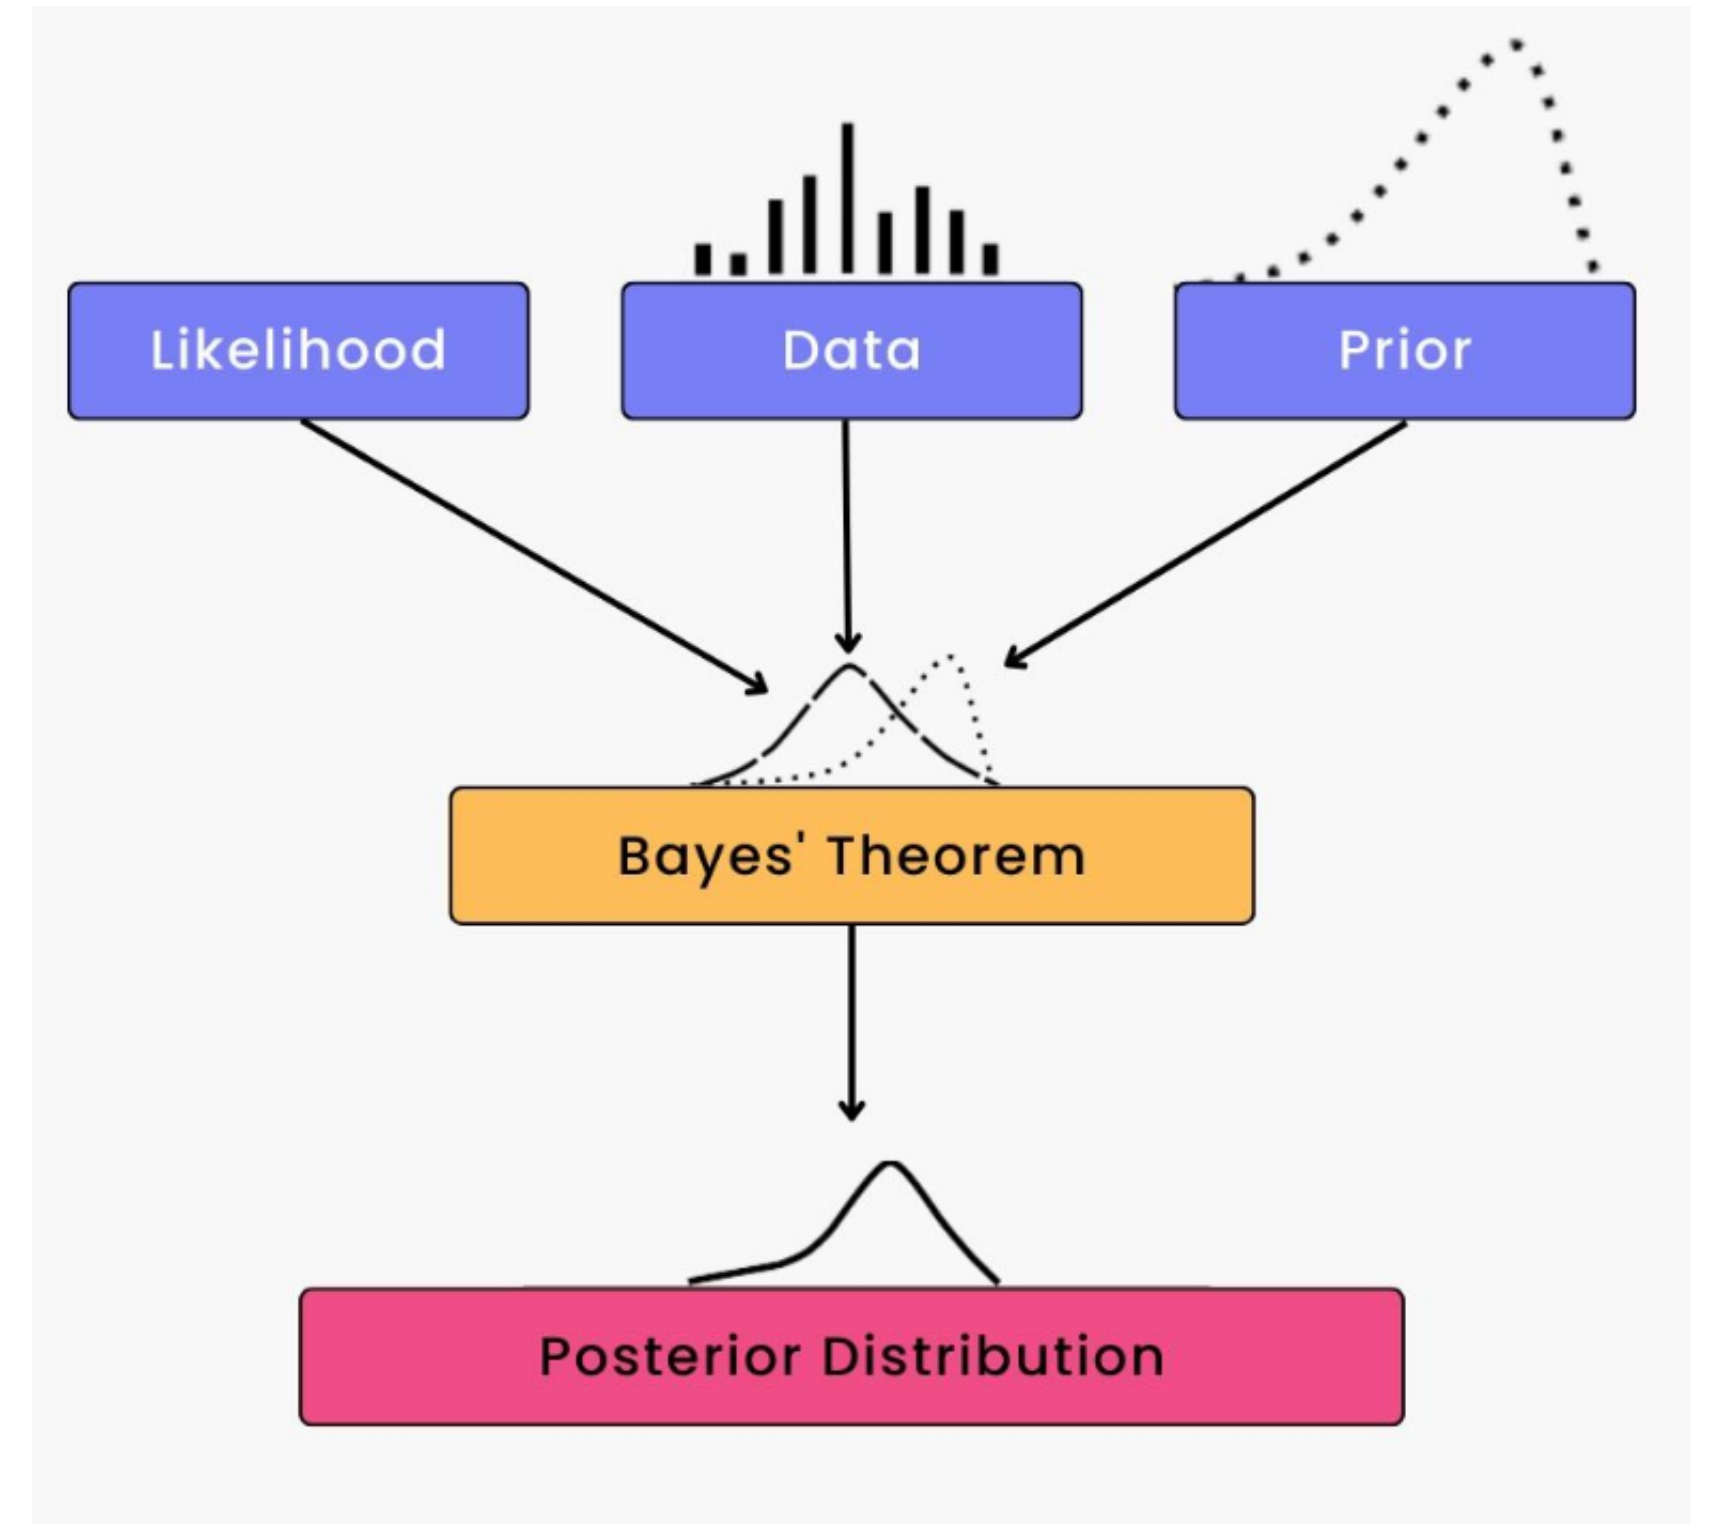 Likelihood
Data
Prior
Bayes' Theorem
Posterior Distribution